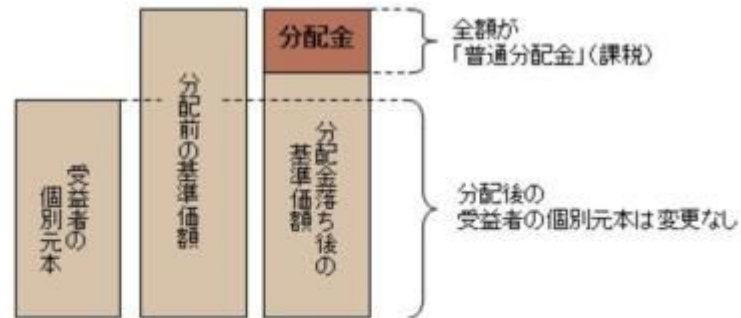 受益者の
個別元本
分配前の基準価額
分配金
分配金落ち後の
基準価額
全額が
「普通分配金」(課税)
分配後の
受益者の個別元本は変更なし